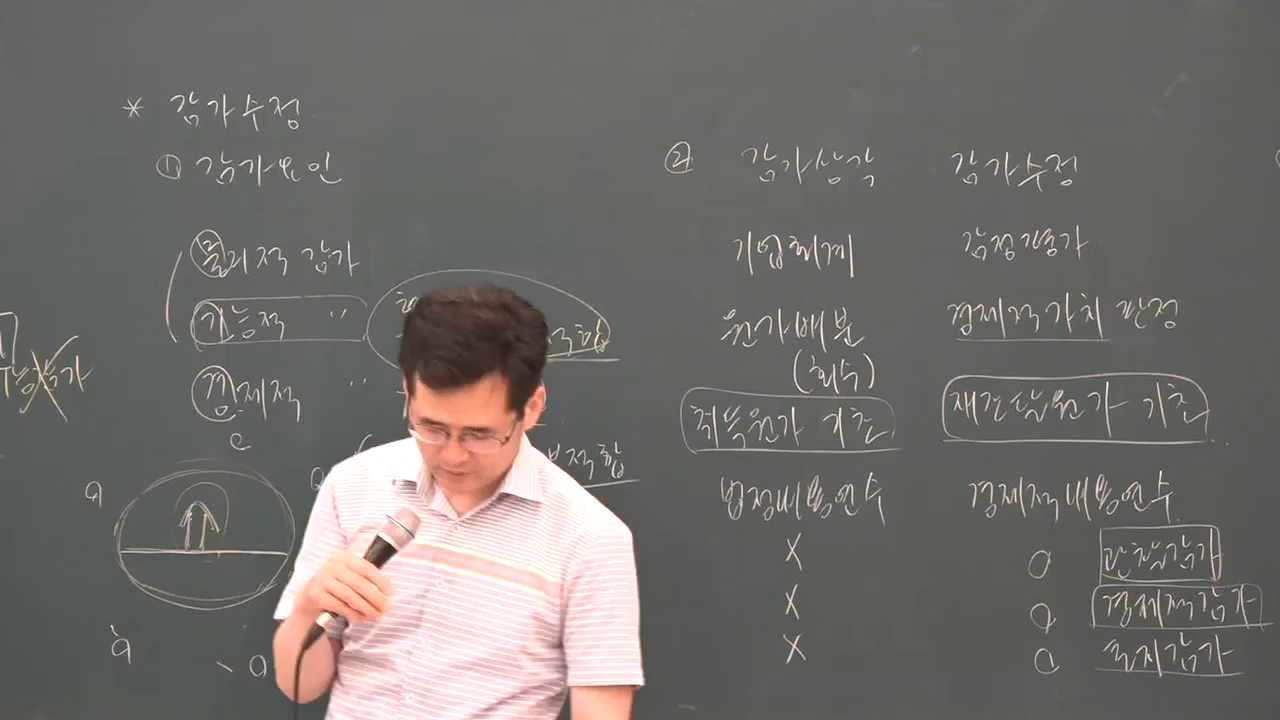 * 감가수정
① 감가요인
물리적 감가
기능적 〃
경제적 〃
② 감가상각 감가수정
기업회계 감정평가
원가배분 경제적가치 판정
(회수)
취득원가 기초 재조달원가 기초
법정내용연수 경제적내용연수
X O 관찰감가
X O 경제적감가
X O 토지감가